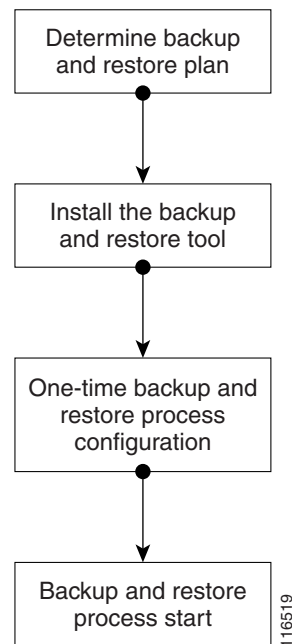 Determine backup
and restore plan
Install the backup
and restore tool
One-time backup and
restore process
configuration
Backup and restore
process start
116519